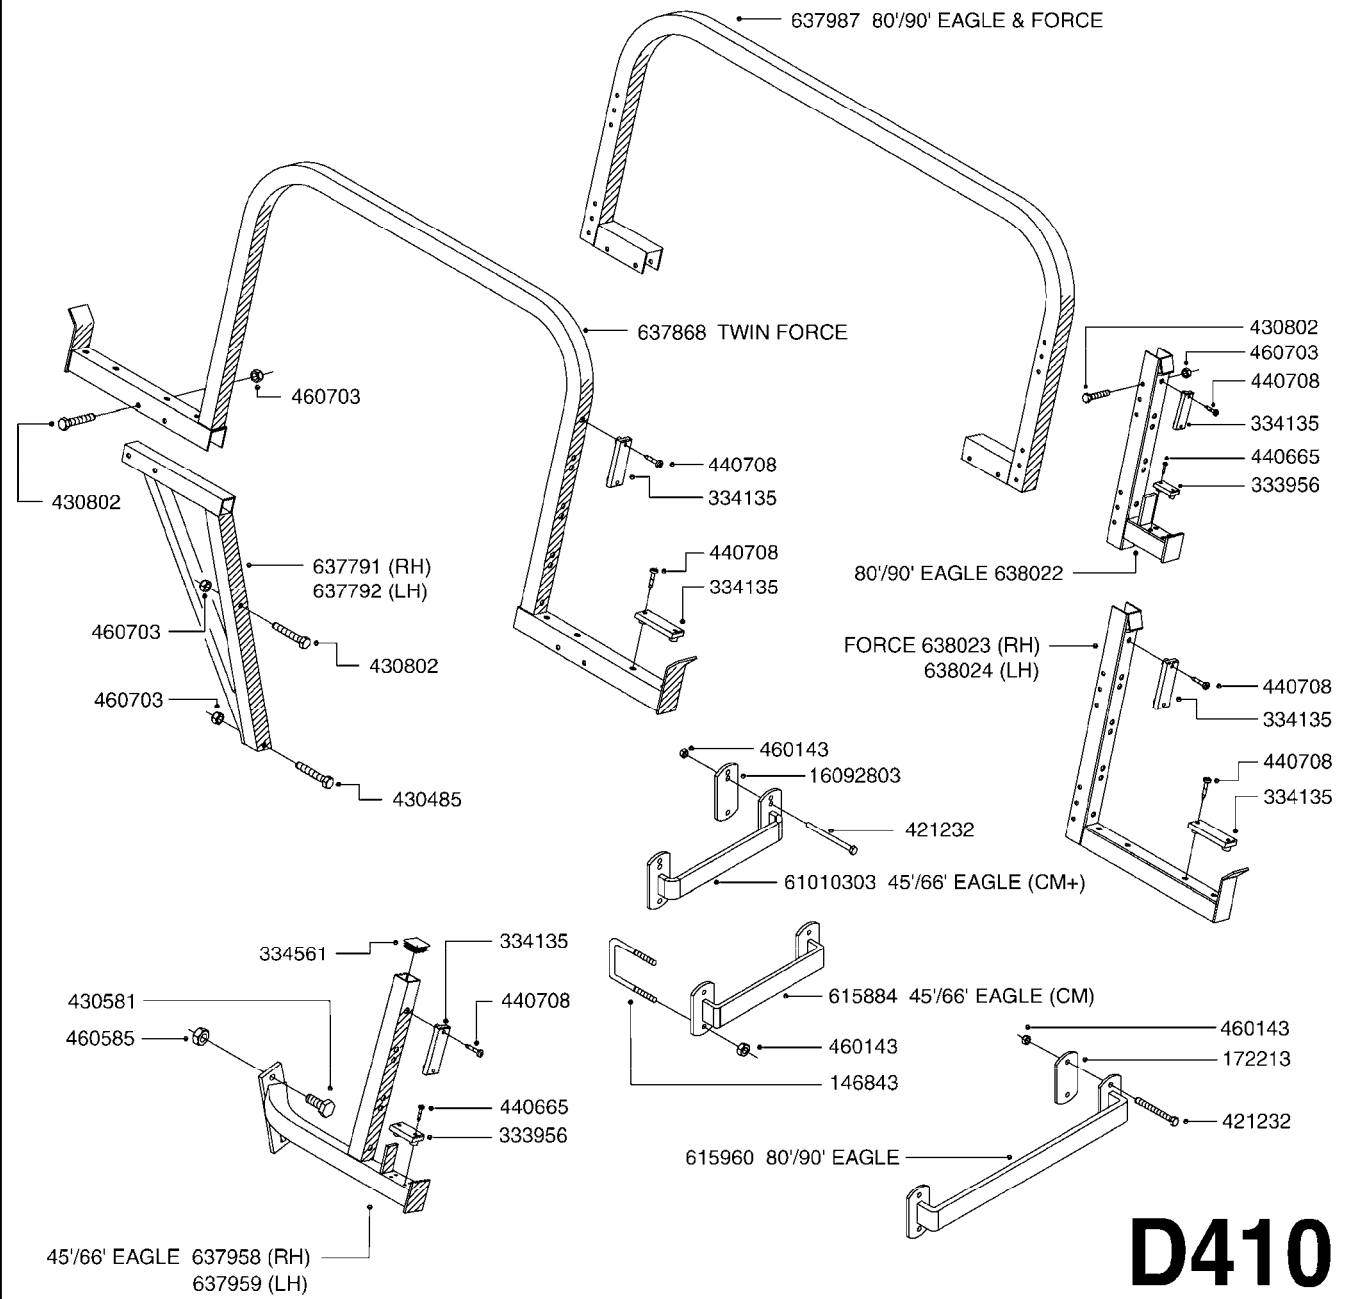 637987 80'/90' EAGLE & FORCE
637868 TWIN FORCE
460703
430802
637791 (RH)
637792 (LH)
460703
430802
460703
430485
440708
334135
440708
334135
430802
460703
440708
334135
440665
333956
80'/90' EAGLE 638022
FORCE 638023 (RH)
638024 (LH)
440708
334135
440708
334135
460143
16092803
421232
61010303 45'/66' EAGLE (CM+)
334561
334135
430581
440708
460585
440665
333956
45'/66' EAGLE 637958 (RH)
637959 (LH)
615884 45'/66' EAGLE (CM)
460143
146843
460143
172213
421232
615960 80'/90' EAGLE
D410